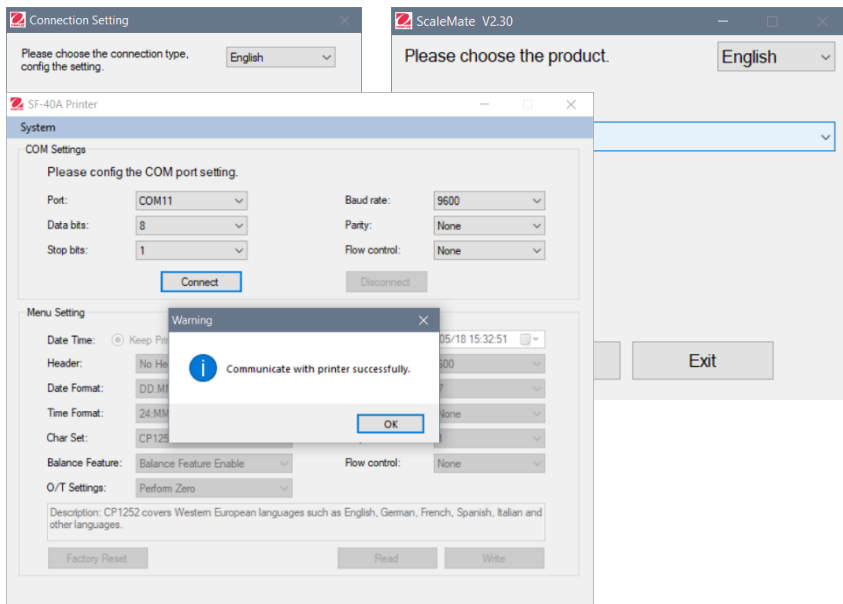 Connection Setting
Please choose the connection type,
config the setting.
English
ScaleMate V2.30
Please choose the product.
English
Exit
SF-40A Printer
System
COM Settings
Please config the COM port setting.
Port: COM11 Baud rate: 9600
Data bits: 8 Parity: None
Stop bits: 1 Flow control: None
Connect Disconnect
Menu Setting
Date Time: Keep 05/18 15:32:51
Header: No
Date Format:
Time Format:
Char Set:
Balance Feature: Balance Feature Enable Flow control: None
O/T Settings: Perform Zero
Description: CP1252 covers Western European languages such as English, German, French, Spanish, Italian and
other languages.
Factory Reset Read Write
Warning
Communicate with printer successfully.
OK